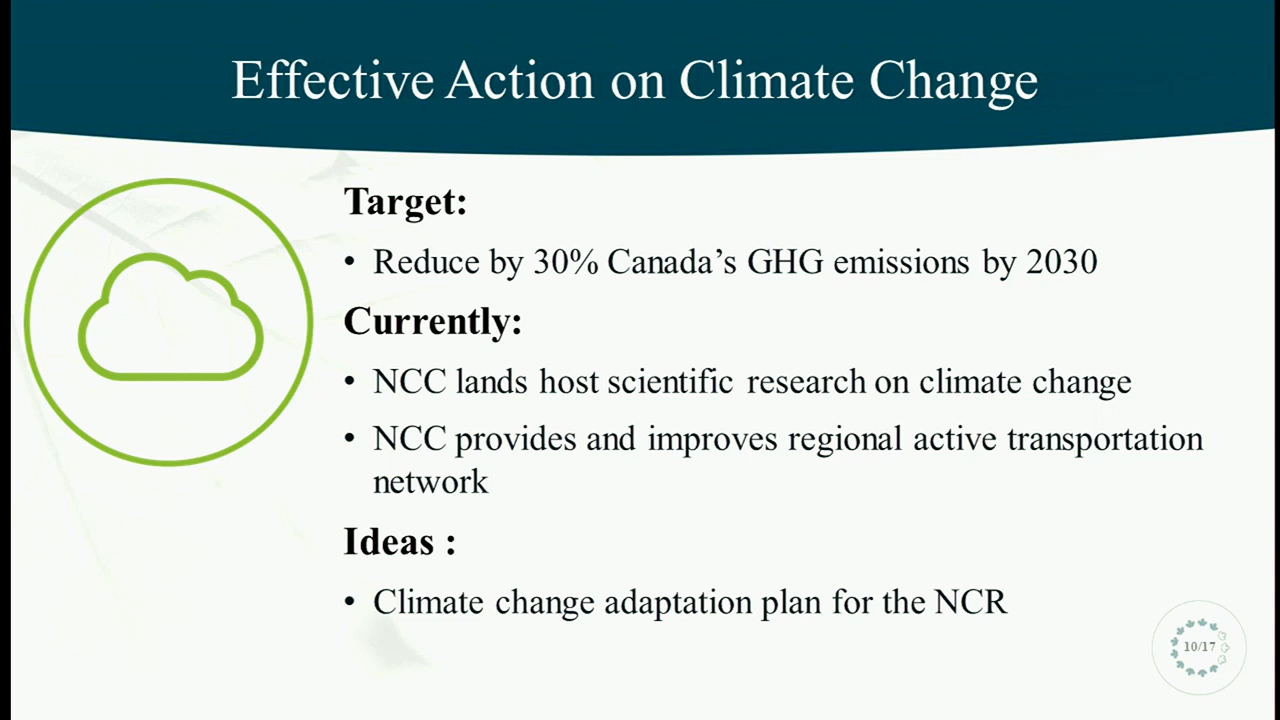 Effective Action on Climate Change
Target:
• Reduce by 30% Canada’s GHG emissions by 2030
Currently:
• NCC lands host scientific research on climate change
• NCC provides and improves regional active transportation
network
Ideas :
• Climate change adaptation plan for the NCR
10/17